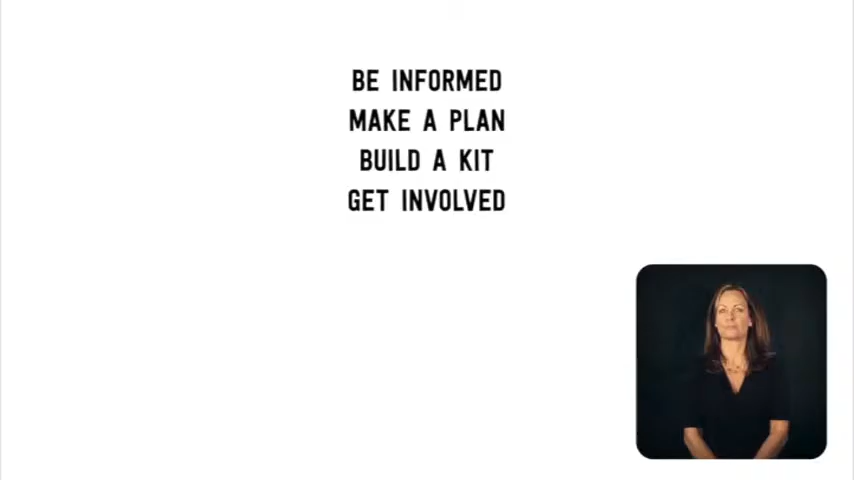 BE INFORMED
MAKE A PLAN
BUILD A KIT
GET INVOLVED